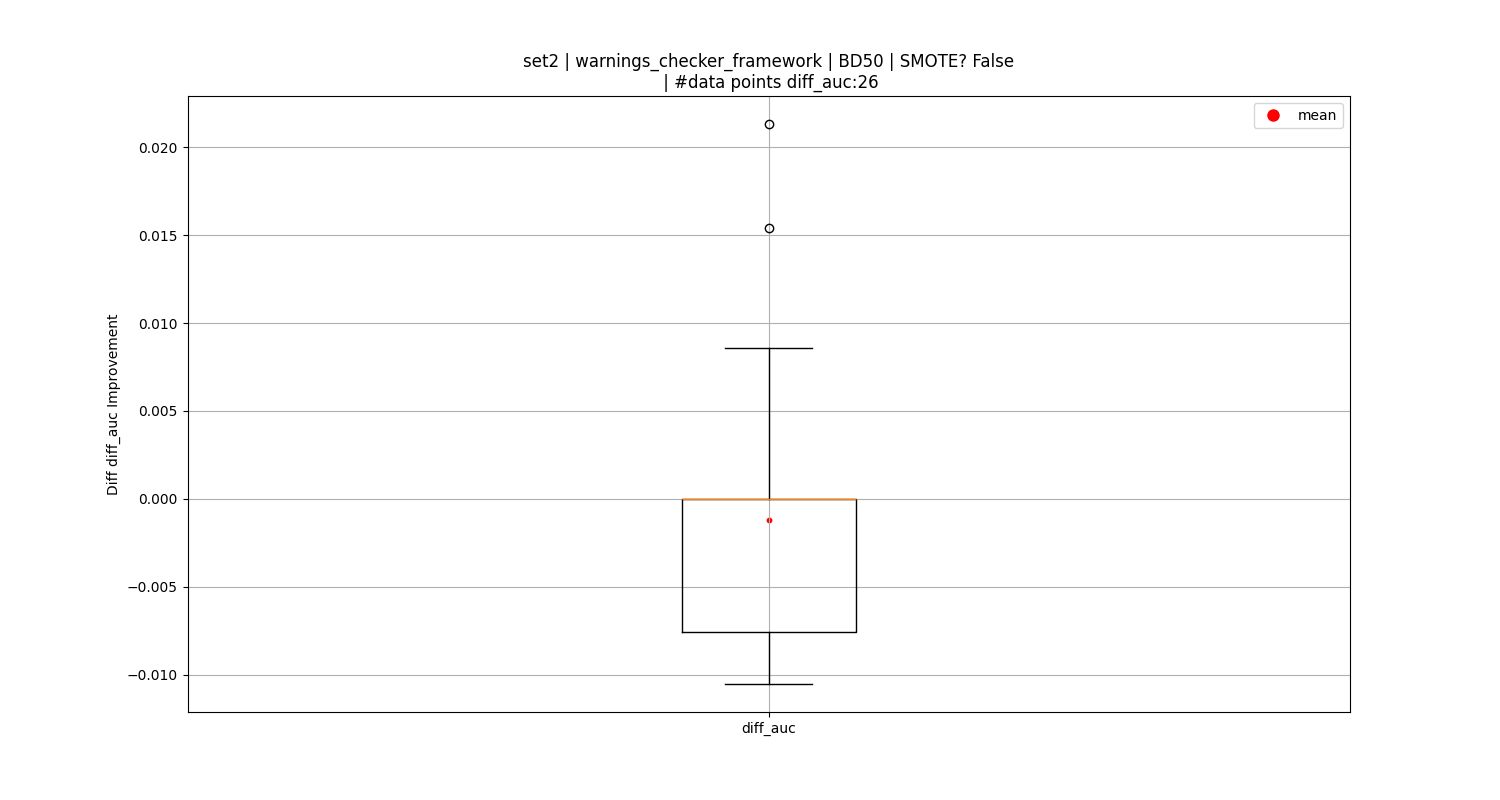 set2 | warnings_checker_framework | BD50 | SMOTE? False
| #data points diff_auc:26
mean
0.020
0.015
0.010
0.005
0.000
−0.005
−0.010
Diff diff_auc Improvement
diff_auc